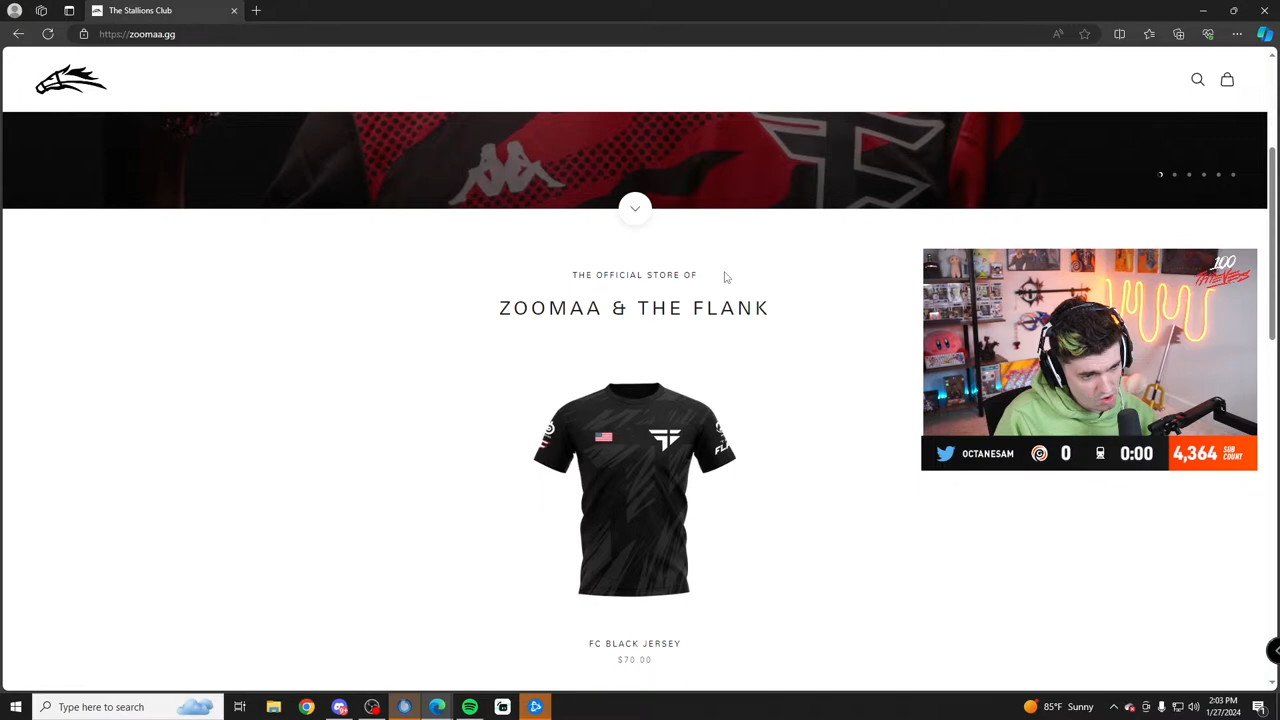 The Stallions Club
https://zoomaa.gg
THE OFFICIAL STORE OF
ZOOMAA & THE FLANK
100
THIEVES
OCTANESAM
0
0:00
4,364 SUB COUNT
FC BLACK JERSEY
$70.00
Type here to search
85°F Sunny
2:03 PM
1/27/2024